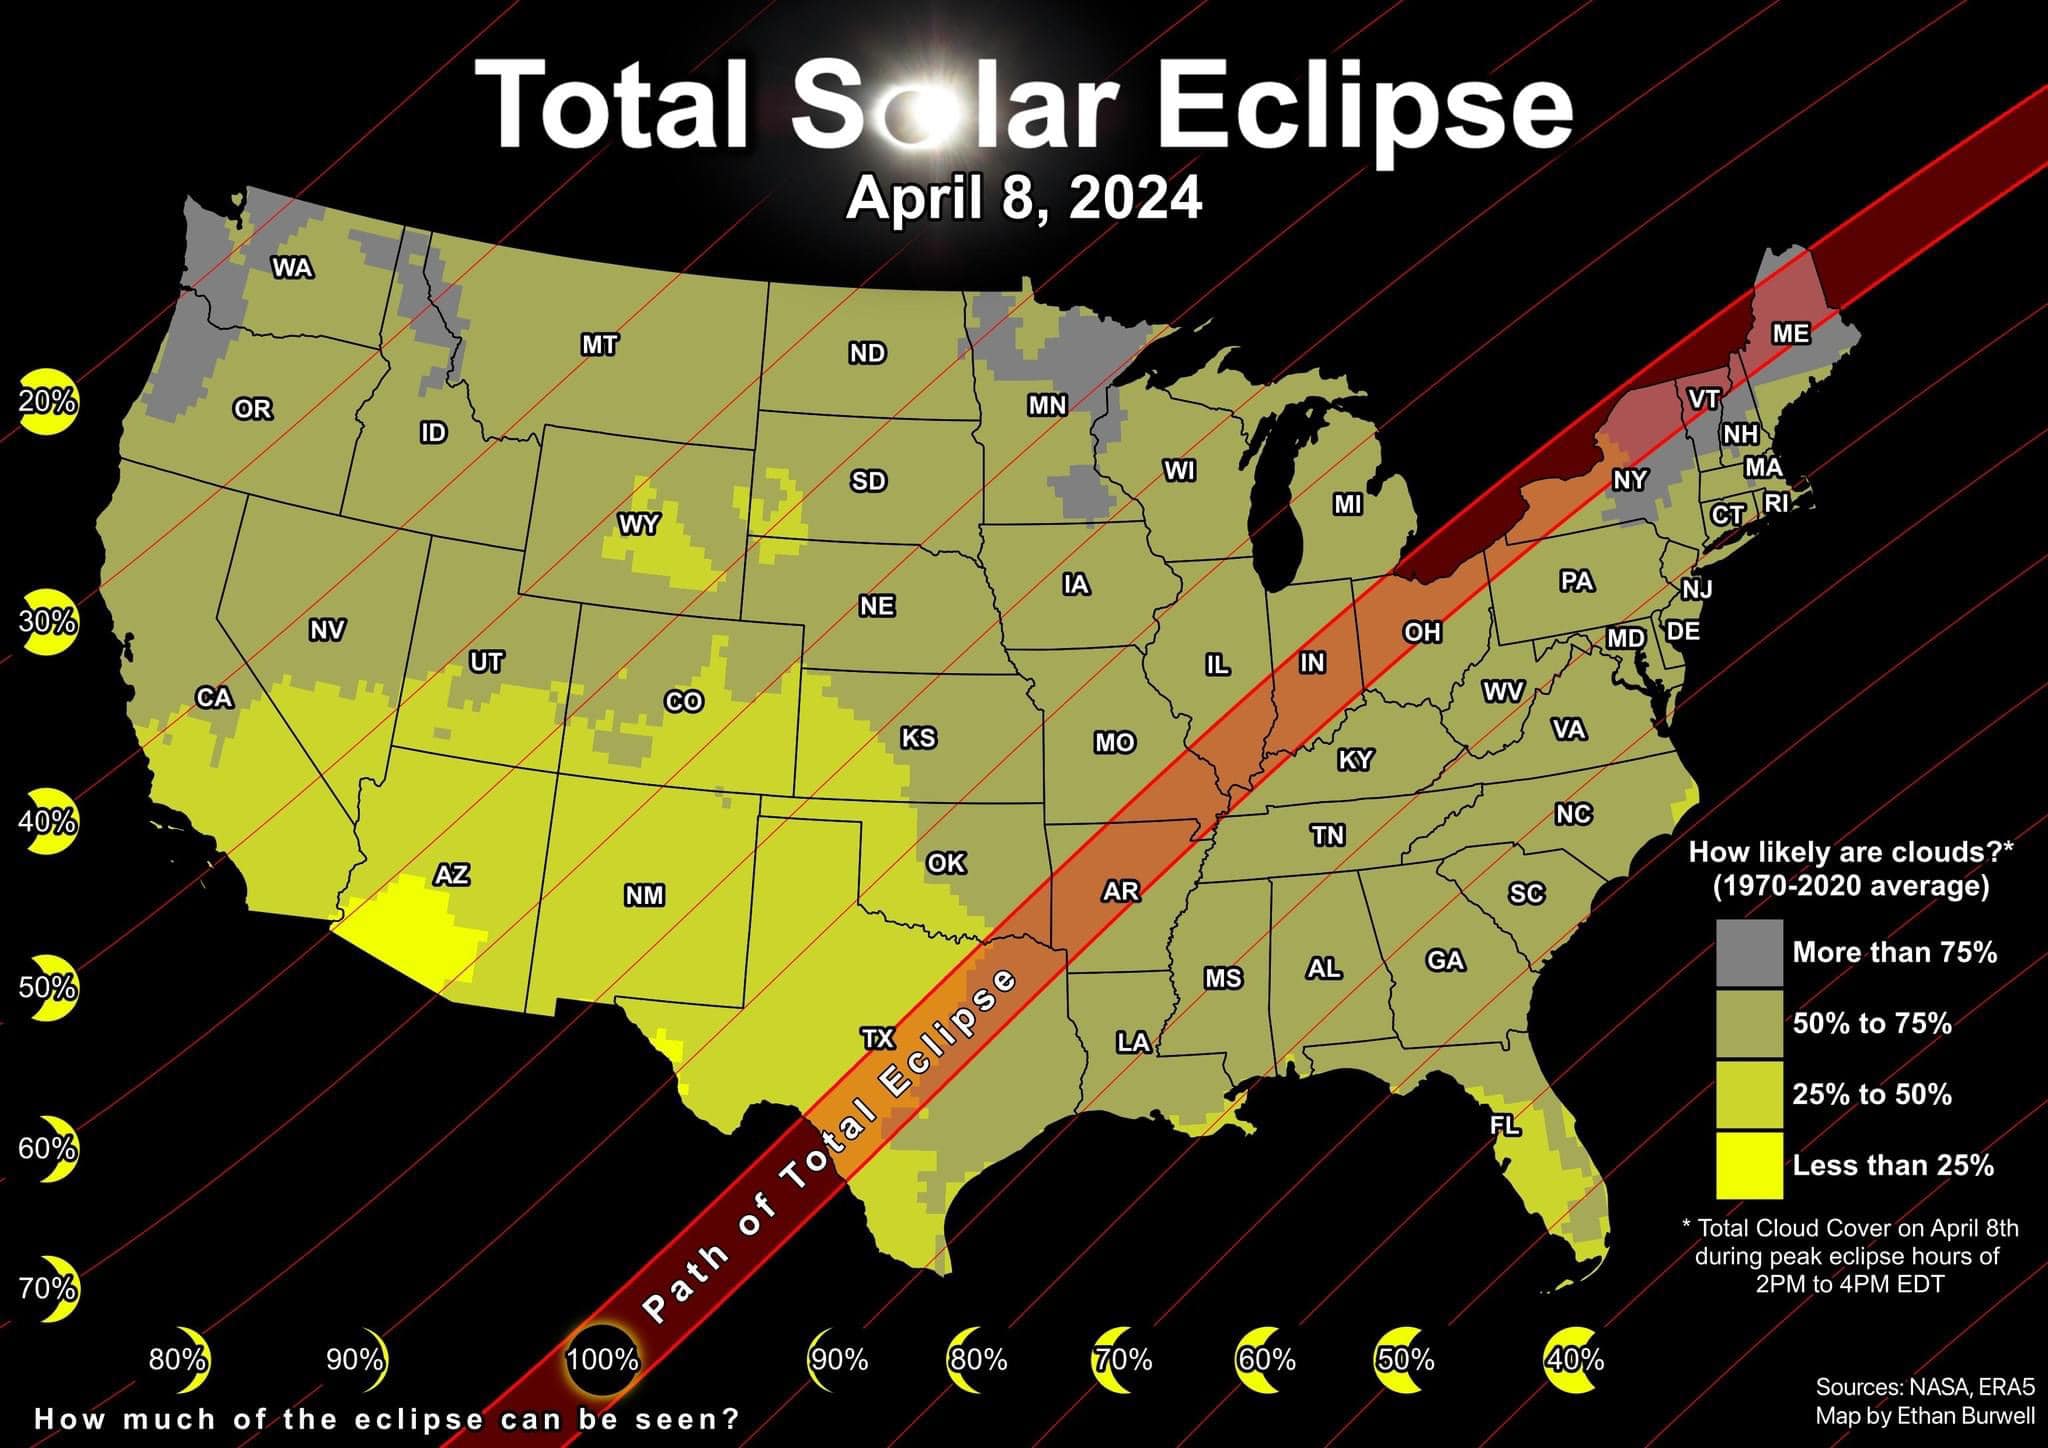 Total Solar Eclipse
April 8, 2024
WA
MT
ND
ME
OR
ID
MN
VT
NH
SD
WI
NY
MA
MI
RI
WY
CT
IA
PA
NE
NJ
NV
OH
DE
MD
UT
IL
IN
WV
CA
CO
VA
KS
MO
KY
NC
TN
OK
AZ
NM
AR
SC
GA
MS
AL
TX
LA
FL
Path of Total Eclipse
20%
30%
40%
50%
60%
70%
80%
90%
100%
90%
80%
70%
60%
50%
40%
How much of the eclipse can be seen?
How likely are clouds?*
(1970-2020 average)
More than 75%
50% to 75%
25% to 50%
Less than 25%
* Total Cloud Cover on April 8th
during peak eclipse hours of
2PM to 4PM EDT
Sources: NASA, ERA5
Map by Ethan Burwell